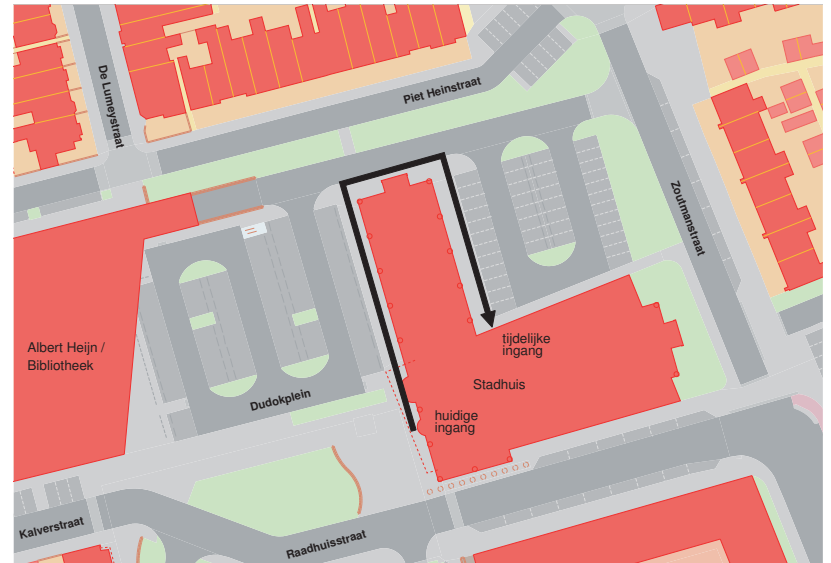 De Lumeystraat
Piet Heinstraat
Zoutmanstraat
Albert Heijn /
Bibliotheek
tijdelijke
ingang
Stadhuis
Dudokplein
huidige
ingang
Kalverstraat
Raadhuisstraat